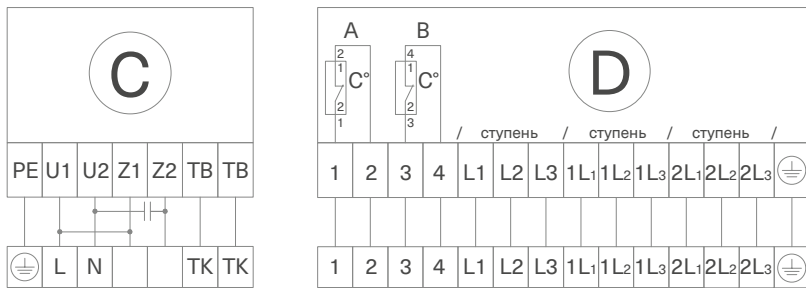 C
PE U1 U2 Z1 Z2 TB TB
L N TK TK
A B
D
2 4
1 1
C° C°
2 2
1 3
/ ступень / ступень / ступень /
1 2 3 4 L1 L2 L3 1L1 1L2 1L3 2L1 2L2 2L3
1 2 3 4 L1 L2 L3 1L1 1L2 1L3 2L1 2L2 2L3